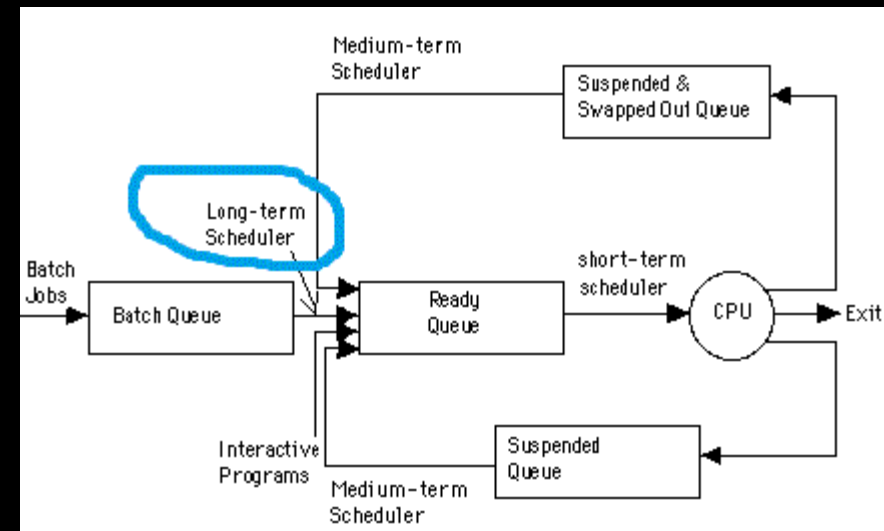 Medium-term
Scheduler
Suspended &
Swapped Out Queue
Long-term
Scheduler
Batch
Jobs
Batch Queue
Ready
Queue
short-term
scheduler
CPU
Exit
Interactive
Programs
Suspended
Queue
Medium-term
Scheduler